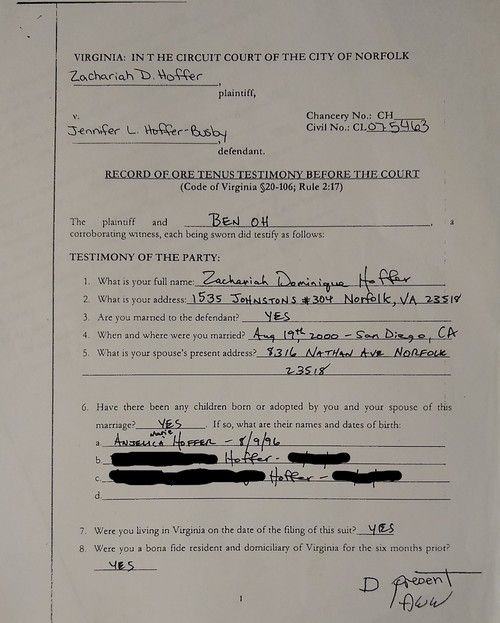 VIRGINIA: IN THE CIRCUIT COURT OF THE CITY OF NORFOLK
Zachariah D. Hoffer,
plaintiff,
v.
Chancery No.: CH
Jennifer L. Hoffer-Busby
Civil No.: CL075463
defendant.
RECORD OF ORE TENUS TESTIMONY BEFORE THE COURT
(Code of Virginia §20-106; Rule 2:17)
The plaintiff and BEN OH, a
corroborating witness, each being sworn did testify as follows:
TESTIMONY OF THE PARTY:
1. What is your full name: Zachariah Dominique Hoffer
2. What is your address: 1535 JOHNSTONS #304 Norfolk, VA 23518
3. Are you married to the defendant? YES
4. When and where were you married? Aug 19th 2000 - San Diego, CA
5. What is your spouse's present address? 8316 NATHAN AVE NORFOLK
23518
6. Have there been any children born or adopted by you and your spouse of this
marriage? YES. If so, what are their names and dates of birth:
a ANJELICA Marie HOFFER - 8/9/96
b. Hoffer -
c. Hoffer -
d.
7. Were you living in Virginia on the date of the filing of this suit? YES
8. Were you a bona fide resident and domiciliary of Virginia for the six months prior?
YES
D present
AWW
1